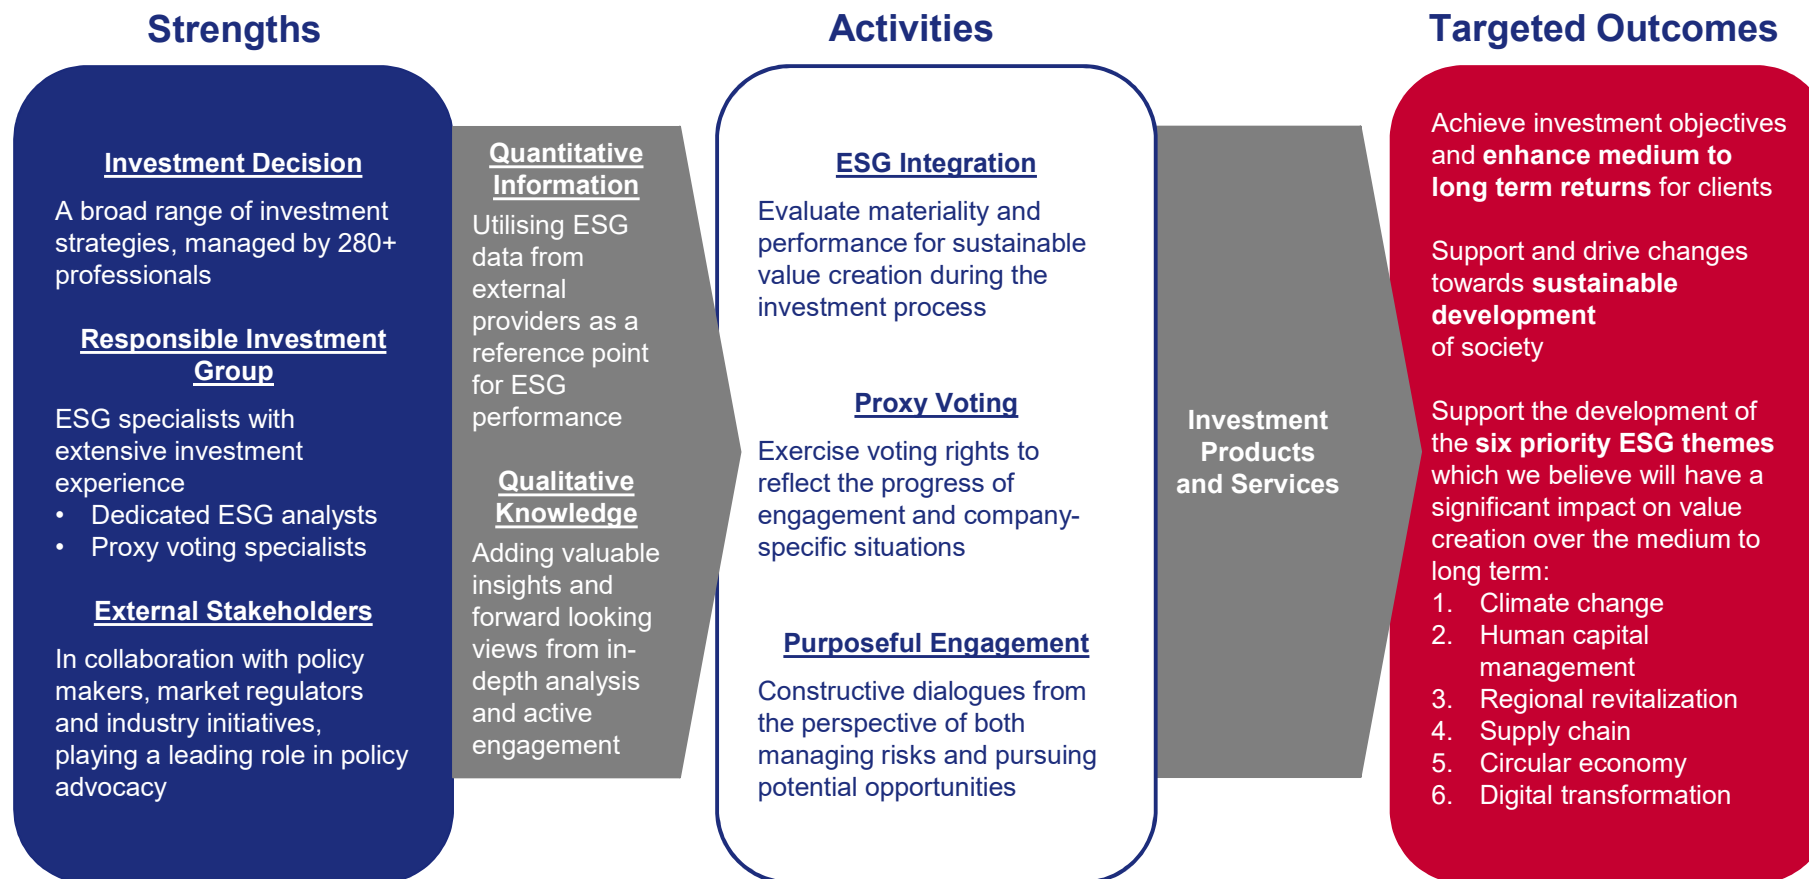 Strengths
Investment Decision
A broad range of investment
strategies, managed by 280+
professionals
Responsible Investment
Group
ESG specialists with
extensive investment
experience
• Dedicated ESG analysts
• Proxy voting specialists
External Stakeholders
In collaboration with policy
makers, market regulators
and industry initiatives,
playing a leading role in policy
advocacy
Quantitative
Information
Utilising ESG
data from
external
providers as a
reference point
for ESG
performance
Qualitative
Knowledge
Adding valuable
insights and
forward looking
views from in-
depth analysis
and active
engagement
Activities
ESG Integration
Evaluate materiality and
performance for sustainable
value creation during the
investment process
Proxy Voting
Exercise voting rights to
reflect the progress of
engagement and company-
specific situations
Purposeful Engagement
Constructive dialogues from
the perspective of both
managing risks and pursuing
potential opportunities
Investment
Products
and Services
Targeted Outcomes
Achieve investment objectives
and enhance medium to
long term returns for clients
Support and drive changes
towards sustainable
development
of society
Support the development of
the six priority ESG themes
which we believe will have a
significant impact on value
creation over the medium to
long term:
1. Climate change
2. Human capital
management
3. Regional revitalization
4. Supply chain
5. Circular economy
6. Digital transformation